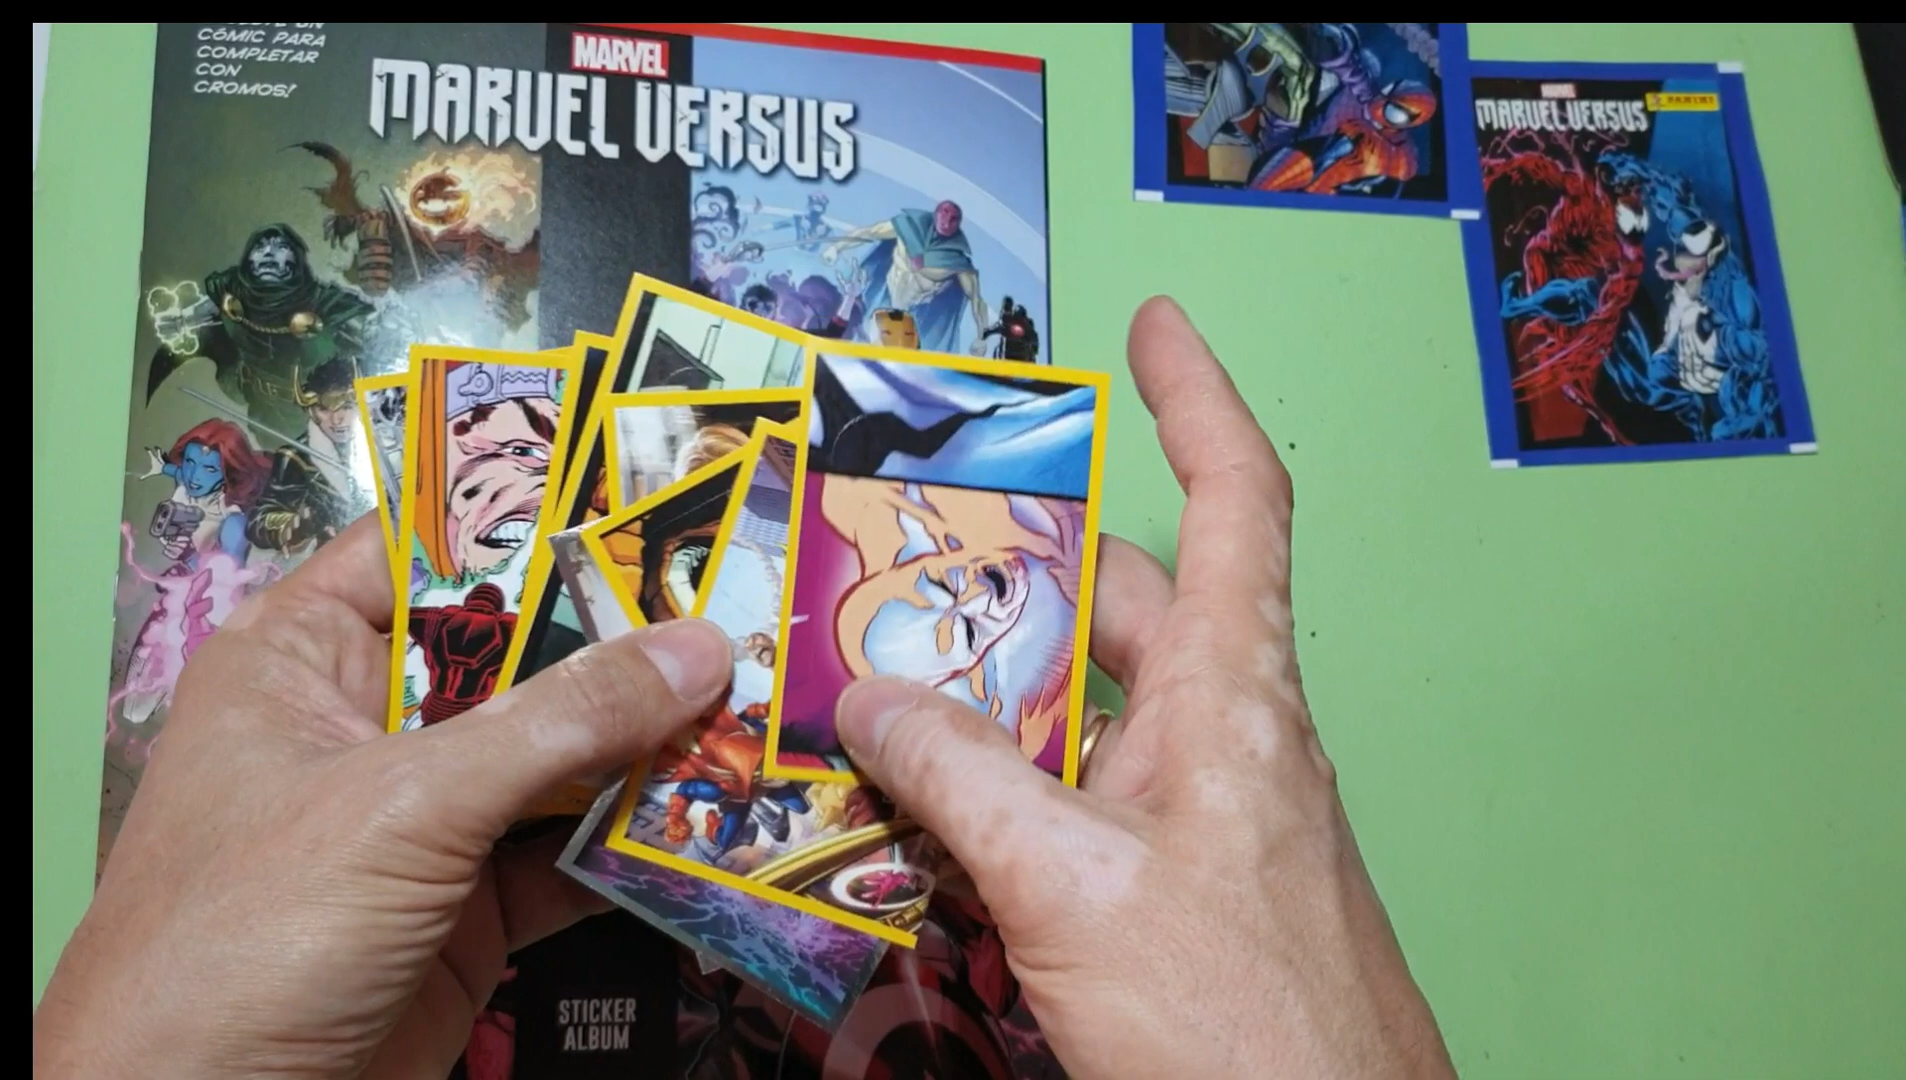 CÓMIC PARA
COMPLETAR
CON
CROMOS!
MARVEL
MARVEL VERSUS
MARVEL
MARVEL VERSUS
PANINI
STICKER
ALBUM